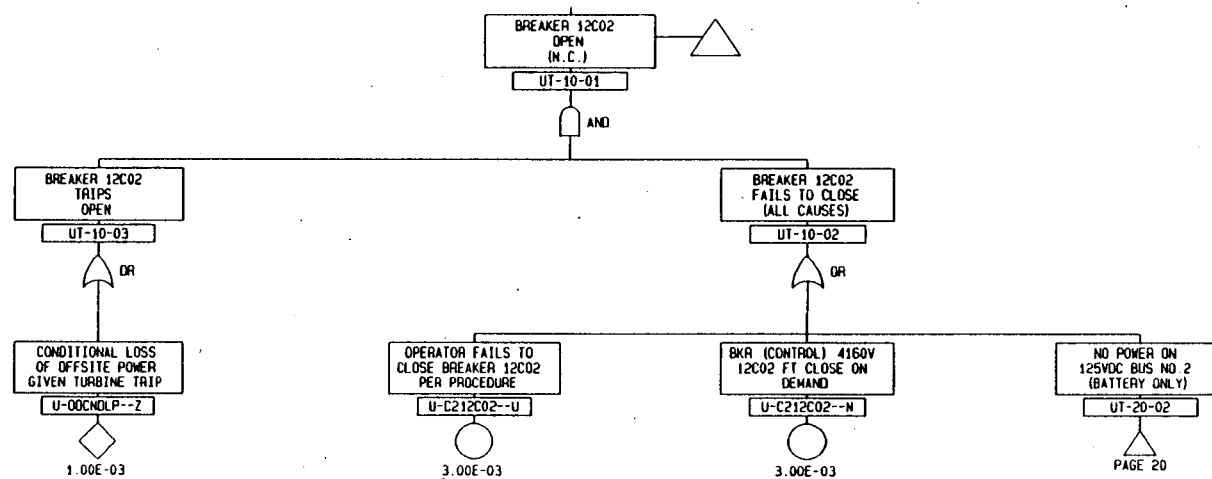 BREAKER 12C02
OPEN
(N.C.)
UT-10-01
AND
BREAKER 12C02
TRIPS
OPEN
UT-10-03
OR
BREAKER 12C02
FAILS TO CLOSE
(ALL CAUSES)
UT-10-02
OR
CONDITIONAL LOSS
OF OFFSITE POWER
GIVEN TURBINE TRIP
U-OOCNDLP--Z
1.00E-03
OPERATOR FAILS TO
CLOSE BREAKER 12C02
PER PROCEDURE
U-C212C02--U
3.00E-03
BKR (CONTROL) 4160V
12C02 FT CLOSE ON
DEMAND
U-C212C02--N
3.00E-03
NO POWER ON
125VDC BUS NO.2
(BATTERY ONLY)
UT-20-02
PAGE 20